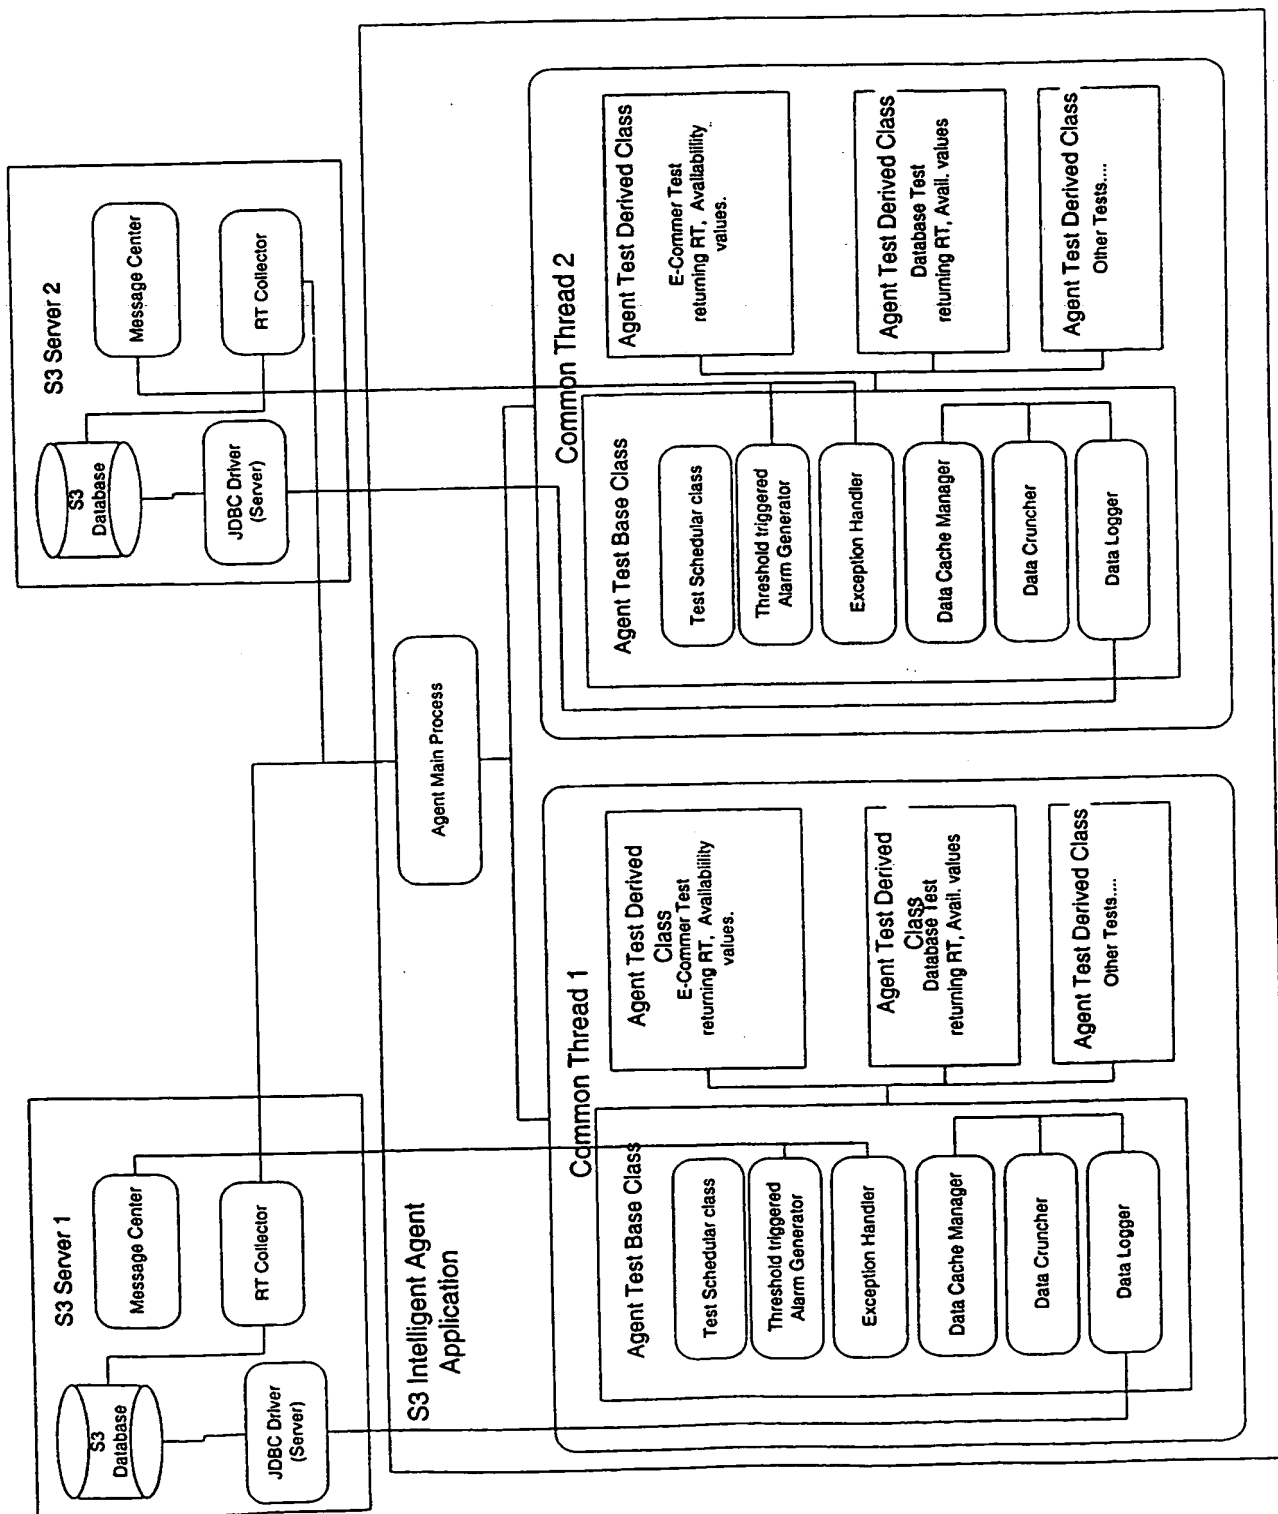 S3 Server 1
S3
Database
Message Center
RT Collector
JDBC Driver
(Server)
S3 Server 2
S3
Database
Message Center
RT Collector
JDBC Driver
(Server)
S3 Intelligent Agent
Application
Agent Main Process
Common Thread 1
Agent Test Base Class
Test Schedular class
Threshold triggered
Alarm Generator
Exception Handler
Data Cache Manager
Data Cruncher
Data Logger
Agent Test Derived
Class
E-Commer Test
returning RT, Availablility
values.
Agent Test Derived
Class
Database Test
returning RT, Avail. values
Agent Test Derived Class
Other Tests....
Common Thread 2
Agent Test Base Class
Test Schedular class
Threshold triggered
Alarm Generator
Exception Handler
Data Cache Manager
Data Cruncher
Data Logger
Agent Test Derived Class
E-Commer Test
returning RT, Availablility
values.
Agent Test Derived Class
Database Test
returning RT, Avail. values
Agent Test Derived Class
Other Tests....